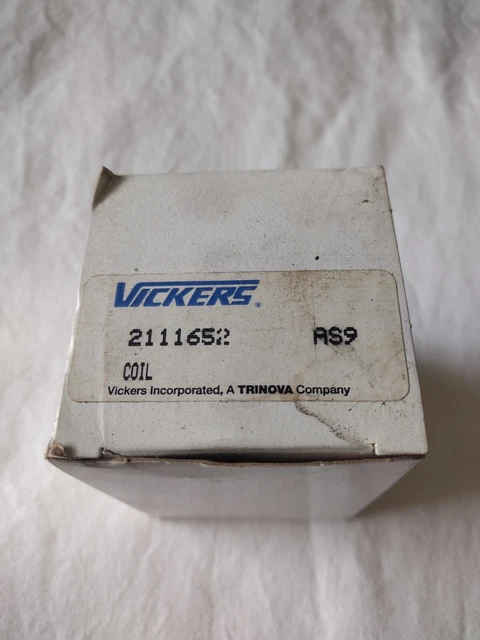 VICKERS®
2111652 AS9
COIL
Vickers Incorporated, A TRINOVA Company